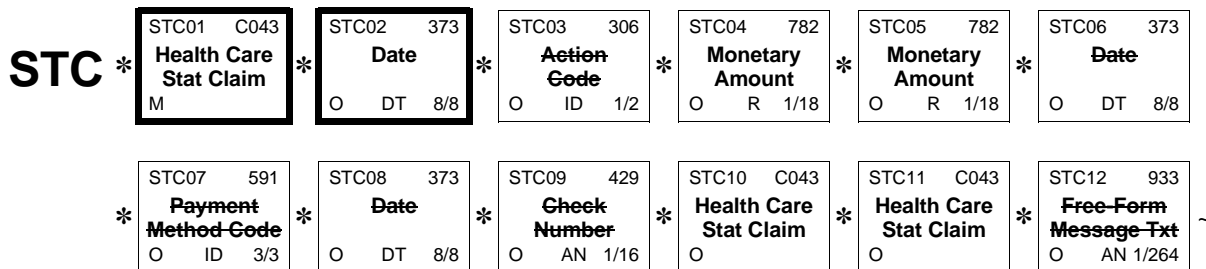 STC * STC01 C043 STC02 373 STC03 306 STC04 782 STC05 782 STC06 373
Health Care * Date * Action * Monetary * Monetary * Date
Stat Claim Code Amount Amount
M O DT 8/8 O ID 1/2 O R 1/18 O R 1/18 O DT 8/8
* STC07 591 STC08 373 STC09 429 STC10 C043 STC11 C043 STC12 933
Payment * Date * Check * Health Care * Health Care * Free-Form ~
Method Code Number Stat Claim Stat Claim Message Txt
O ID 3/3 O DT 8/8 O AN 1/16 O O O AN 1/264